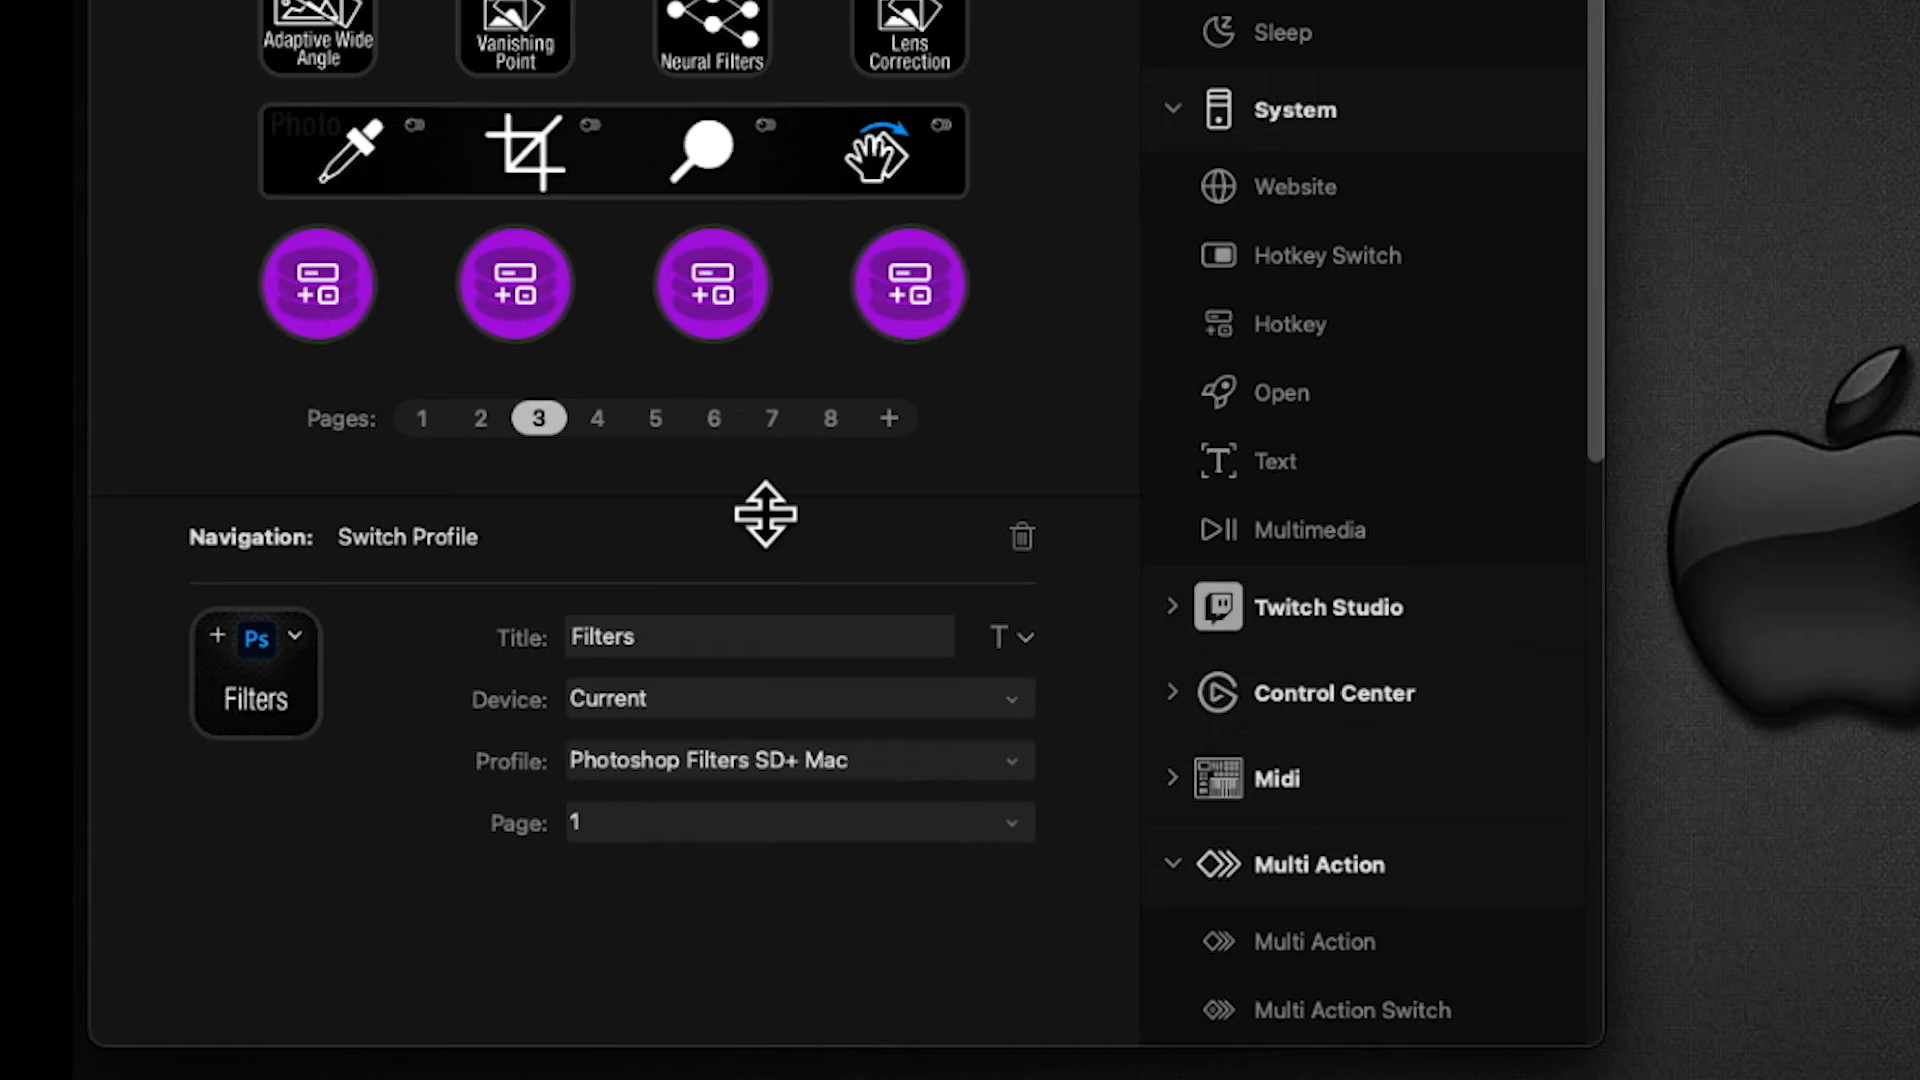 Adaptive Wide
Angle
Vanishing
Point
Neural Filters
Lens
Correction
Photo
Pages: 1 2 3 4 5 6 7 8 +
Navigation: Switch Profile
+ Ps
Filters
Title: Filters T
Device: Current
Profile: Photoshop Filters SD+ Mac
Page: 1
Sleep
System
Website
Hotkey Switch
Hotkey
Open
Text
Multimedia
Twitch Studio
Control Center
Midi
Multi Action
Multi Action
Multi Action Switch